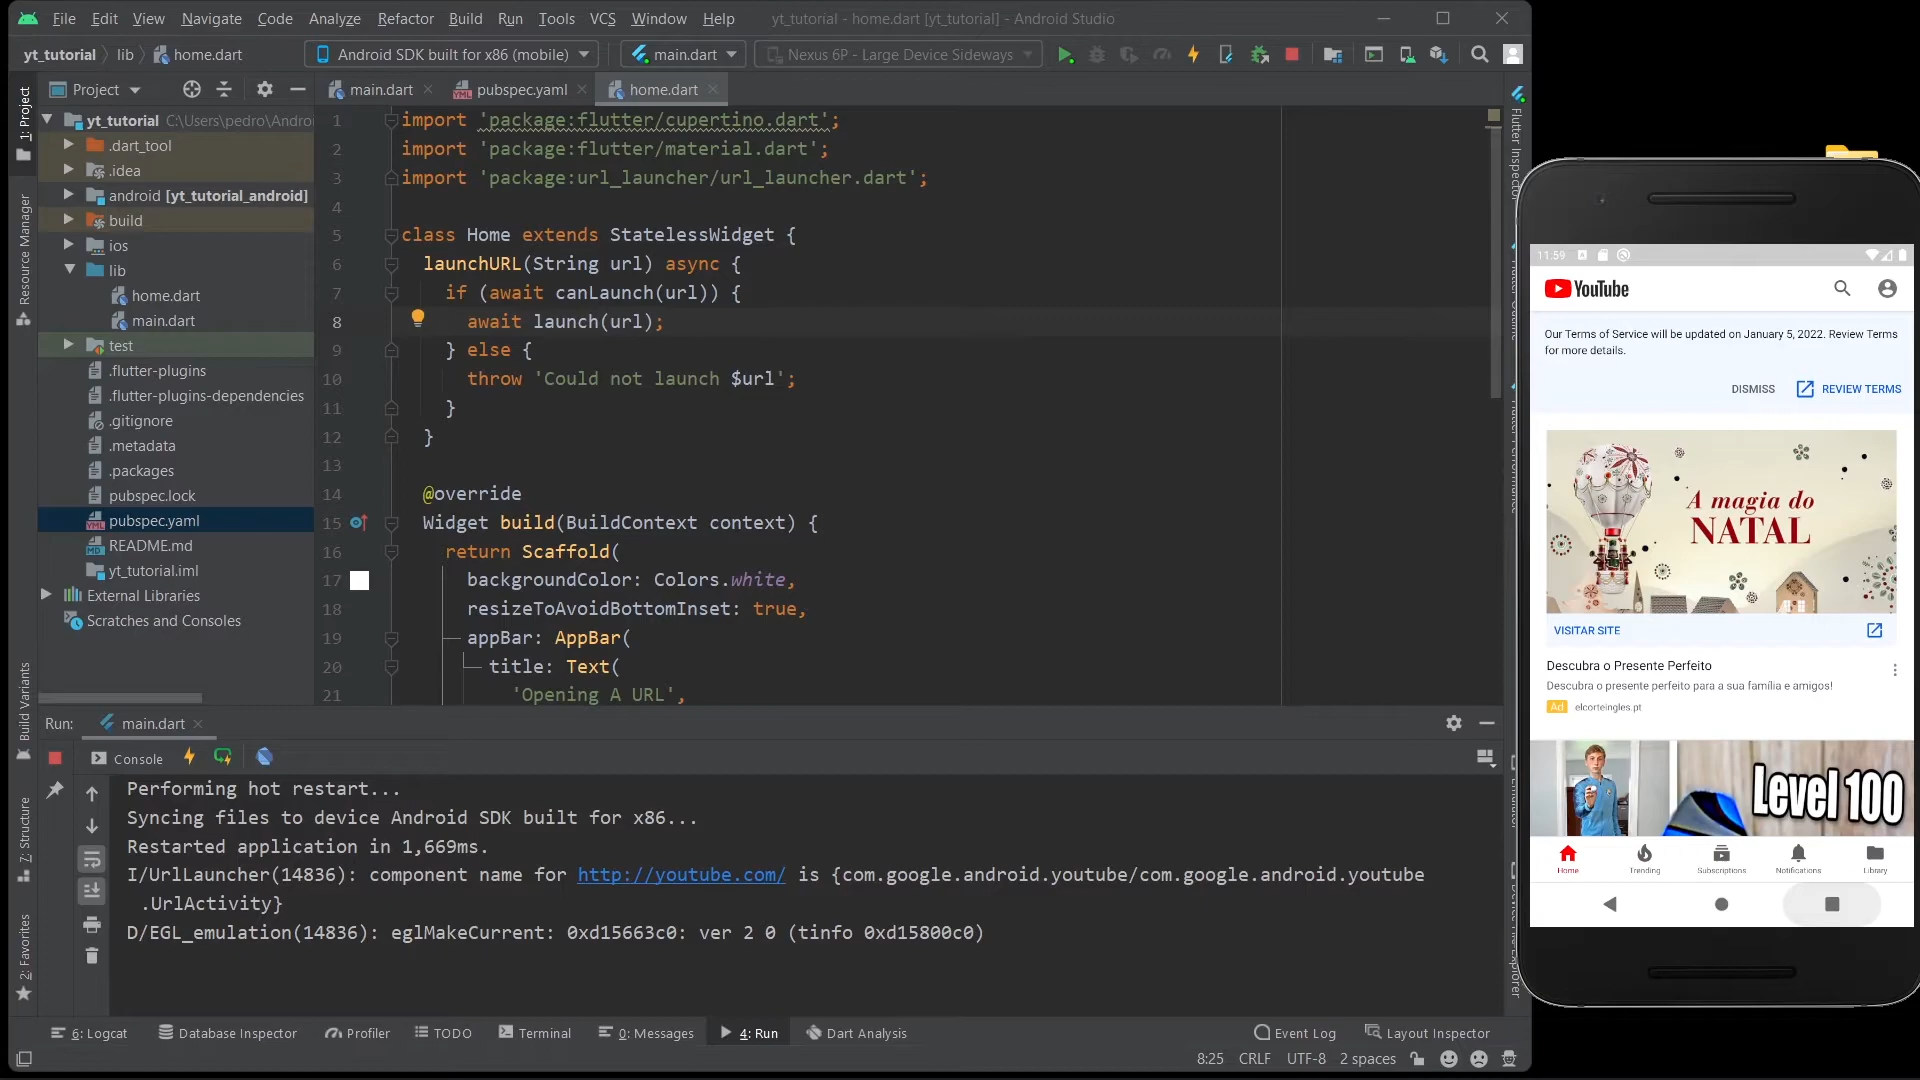 File Edit View Navigate Code Analyze Refactor Build Run Tools VCS Window Help yt_tutorial - home.dart [yt_tutorial] - Android Studio
yt_tutorial lib home.dart Android SDK built for x86 (mobile) main.dart Nexus 6P - Large Device Sideways
Project
main.dart pubspec.yaml home.dart
yt_tutorial C:\Users\pedro\Andro
.dart_tool
.idea
android [yt_tutorial_android]
build
ios
lib
home.dart
main.dart
test
.flutter-plugins
.flutter-plugins-dependencies
.gitignore
.metadata
.packages
pubspec.lock
pubspec.yaml
README.md
yt_tutorial.iml
External Libraries
Scratches and Consoles
1: Project
Resource Manager
Build Variants
7: Structure
2: Favorites
1 import 'package:flutter/cupertino.dart';
2 import 'package:flutter/material.dart';
3 import 'package:url_launcher/url_launcher.dart';
4
5 class Home extends StatelessWidget {
6 launchURL(String url) async {
7 if (await canLaunch(url)) {
8 await launch(url);
9 } else {
10 throw 'Could not launch $url';
11 }
12 }
13
14 @override
15 Widget build(BuildContext context) {
16 return Scaffold(
17 backgroundColor: Colors.white,
18 resizeToAvoidBottomInset: true,
19 appBar: AppBar(
20 title: Text(
21 'Opening A URL',
Flutter Inspector
Run: main.dart
Console
Performing hot restart...
Syncing files to device Android SDK built for x86...
Restarted application in 1,669ms.
I/UrlLauncher(14836): component name for http://youtube.com/ is {com.google.android.youtube/com.google.android.youtube
.UrlActivity}
D/EGL_emulation(14836): eglMakeCurrent: 0xd15663c0: ver 2 0 (tinfo 0xd15800c0)
6: Logcat Database Inspector Profiler TODO Terminal 0: Messages 4: Run Dart Analysis Event Log Layout Inspector
8:25 CRLF UTF-8 2 spaces
11:59
YouTube
Our Terms of Service will be updated on January 5, 2022. Review Terms
for more details.
DISMISS REVIEW TERMS
A magia do
NATAL
VISITAR SITE
Descubra o Presente Perfeito
Descubra o presente perfeito para a sua família e amigos!
Ad elcorteingles.pt
Level 100
Home Trending Subscriptions Notifications Library